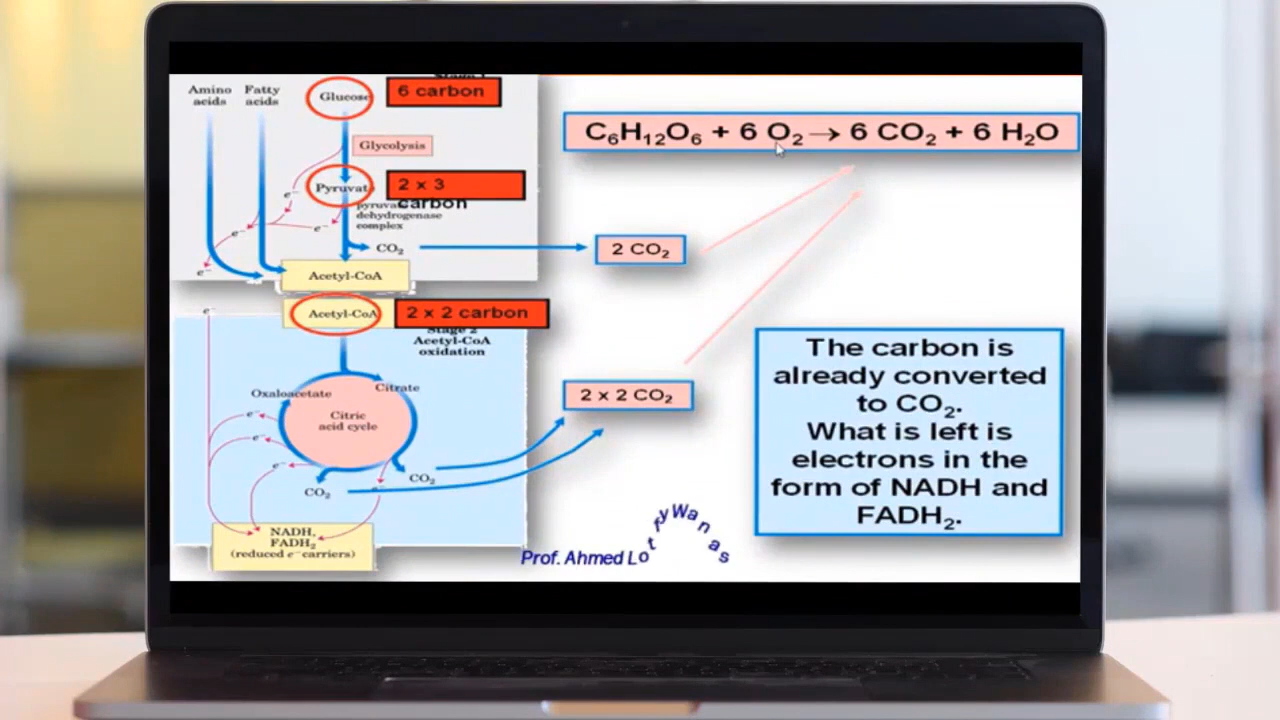 Amino
acids
Fatty
acids
Glucose
6 carbon
C₆H₁₂O₆ + 6 O₂ → 6 CO₂ + 6 H₂O
Glycolysis
e⁻
Pyruvat
2 x 3
carbon
dehydrogenase
complex
e⁻
e⁻
CO₂
2 CO₂
e⁻
Acetyl-CoA
e⁻
Acetyl-CoA
2 x 2 carbon
Stage 2
Acetyl-CoA
oxidation
The carbon is
already converted
to CO₂.
What is left is
electrons in the
form of NADH and
FADH₂.
Oxaloacetate
Citrate
2 x 2 CO₂
Citric
acid cycle
e⁻
e⁻
e⁻
CO₂
CO₂
e⁻
NADH,
FADH₂
(reduced e⁻ carriers)
Prof. Ahmed Lotfy Wanas